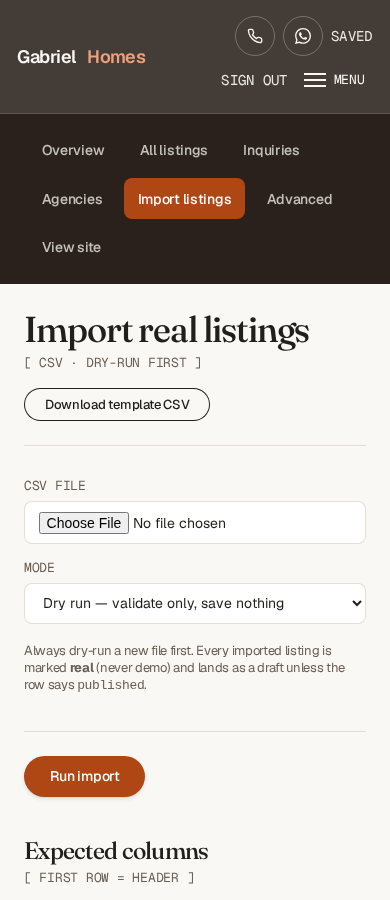 Gabriel Homes
SAVED
SIGN OUT
MENU
Overview
All listings
Inquiries
Agencies
Import listings
Advanced
View site
Import real listings
[ CSV · DRY-RUN FIRST ]
Download template CSV
CSV FILE
Choose File No file chosen
MODE
Dry run — validate only, save nothing
Always dry-run a new file first. Every imported listing is
marked real (never demo) and lands as a draft unless the
row says published.
Run import
Expected columns
[ FIRST ROW = HEADER ]